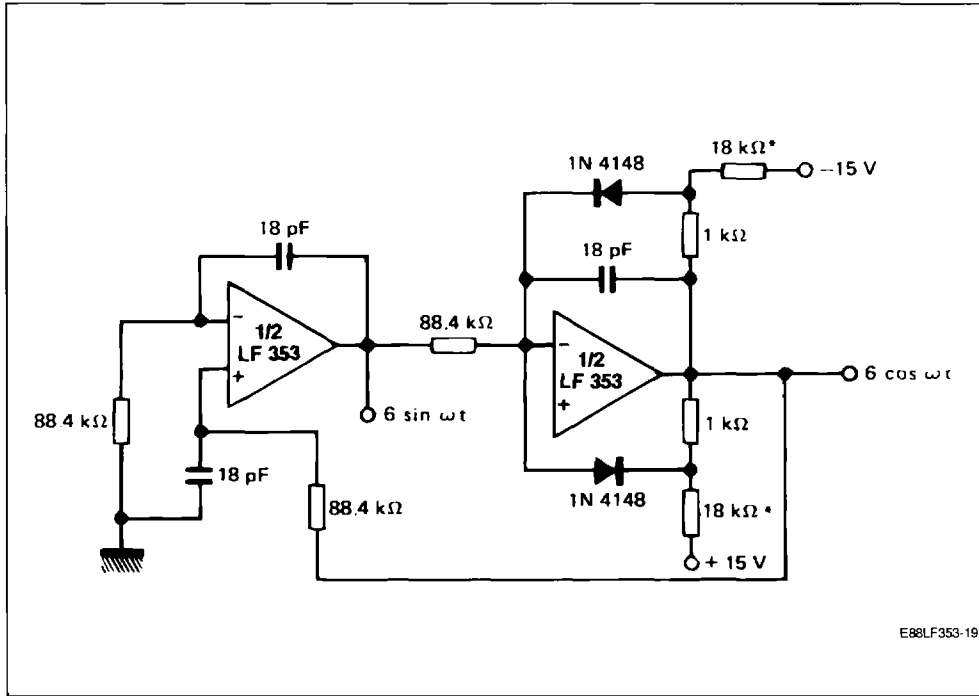 18 kΩ*
1N 4148
−15 V
18 pF
1 kΩ
18 pF
−
1/2
LF 353
+
88.4 kΩ
−
1/2
LF 353
+
6 cos ωt
6 sin ωt
88.4 kΩ
1 kΩ
18 pF
88.4 kΩ
1N 4148
18 kΩ*
+ 15 V
E88LF353-19